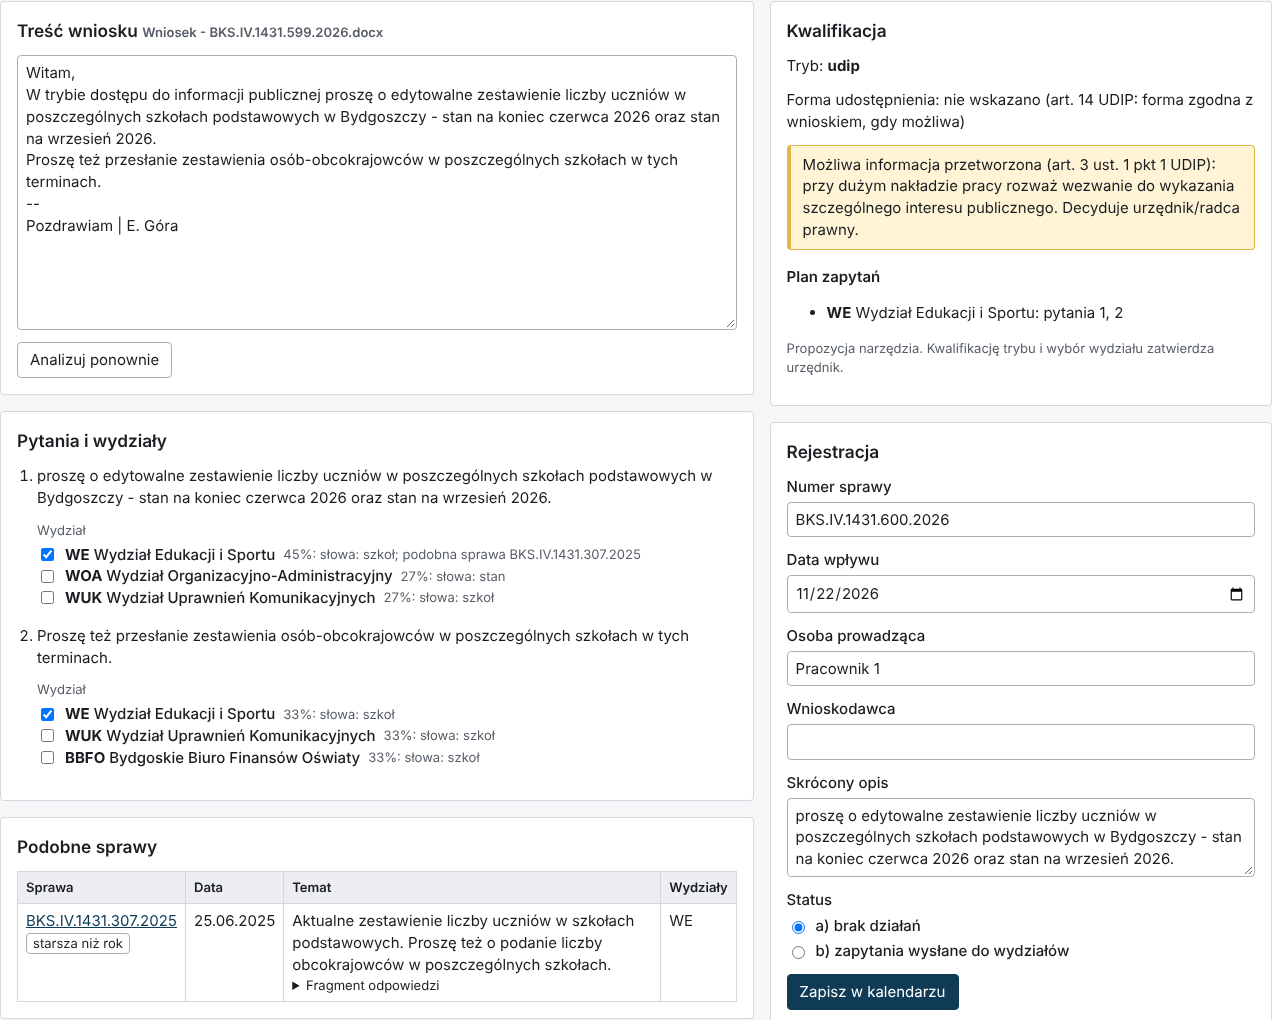 Treść wniosku Wniosek - BKS.IV.1431.599.2026.docx
Witam,
W trybie dostępu do informacji publicznej proszę o edytowalne zestawienie liczby uczniów w
poszczególnych szkołach podstawowych w Bydgoszczy - stan na koniec czerwca 2026 oraz stan
na wrzesień 2026.
Proszę też przesłanie zestawienia osób-obcokrajowców w poszczególnych szkołach w tych
terminach.
--
Pozdrawiam | E. Góra
Analizuj ponownie
Pytania i wydziały
1. proszę o edytowalne zestawienie liczby uczniów w poszczególnych szkołach podstawowych w
Bydgoszczy - stan na koniec czerwca 2026 oraz stan na wrzesień 2026.
Wydział
WE Wydział Edukacji i Sportu 45%: słowa: szkoł; podobna sprawa BKS.IV.1431.307.2025
WOA Wydział Organizacyjno-Administracyjny 27%: słowa: stan
WUK Wydział Uprawnień Komunikacyjnych 27%: słowa: szkoł
2. Proszę też przesłanie zestawienia osób-obcokrajowców w poszczególnych szkołach w tych
terminach.
Wydział
WE Wydział Edukacji i Sportu 33%: słowa: szkoł
WUK Wydział Uprawnień Komunikacyjnych 33%: słowa: szkoł
BBFO Bydgoskie Biuro Finansów Oświaty 33%: słowa: szkoł
Podobne sprawy
Sprawa Data Temat Wydziały
BKS.IV.1431.307.2025 25.06.2025 Aktualne zestawienie liczby uczniów w szkołach WE
starsza niż rok podstawowych. Proszę też o podanie liczby
obcokrajowców w poszczególnych szkołach.
Fragment odpowiedzi
Kwalifikacja
Tryb: udip
Forma udostępnienia: nie wskazano (art. 14 UDIP: forma zgodna z
wnioskiem, gdy możliwa)
Możliwa informacja przetworzona (art. 3 ust. 1 pkt 1 UDIP):
przy dużym nakładzie pracy rozważ wezwanie do wykazania
szczególnego interesu publicznego. Decyduje urzędnik/radca
prawny.
Plan zapytań
• WE Wydział Edukacji i Sportu: pytania 1, 2
Propozycja narzędzia. Kwalifikację trybu i wybór wydziału zatwierdza
urzędnik.
Rejestracja
Numer sprawy
BKS.IV.1431.600.2026
Data wpływu
11/22/2026
Osoba prowadząca
Pracownik 1
Wnioskodawca
Skrócony opis
proszę o edytowalne zestawienie liczby uczniów w
poszczególnych szkołach podstawowych w Bydgoszczy - stan
na koniec czerwca 2026 oraz stan na wrzesień 2026.
Status
a) brak działań
b) zapytania wysłane do wydziałów
Zapisz w kalendarzu